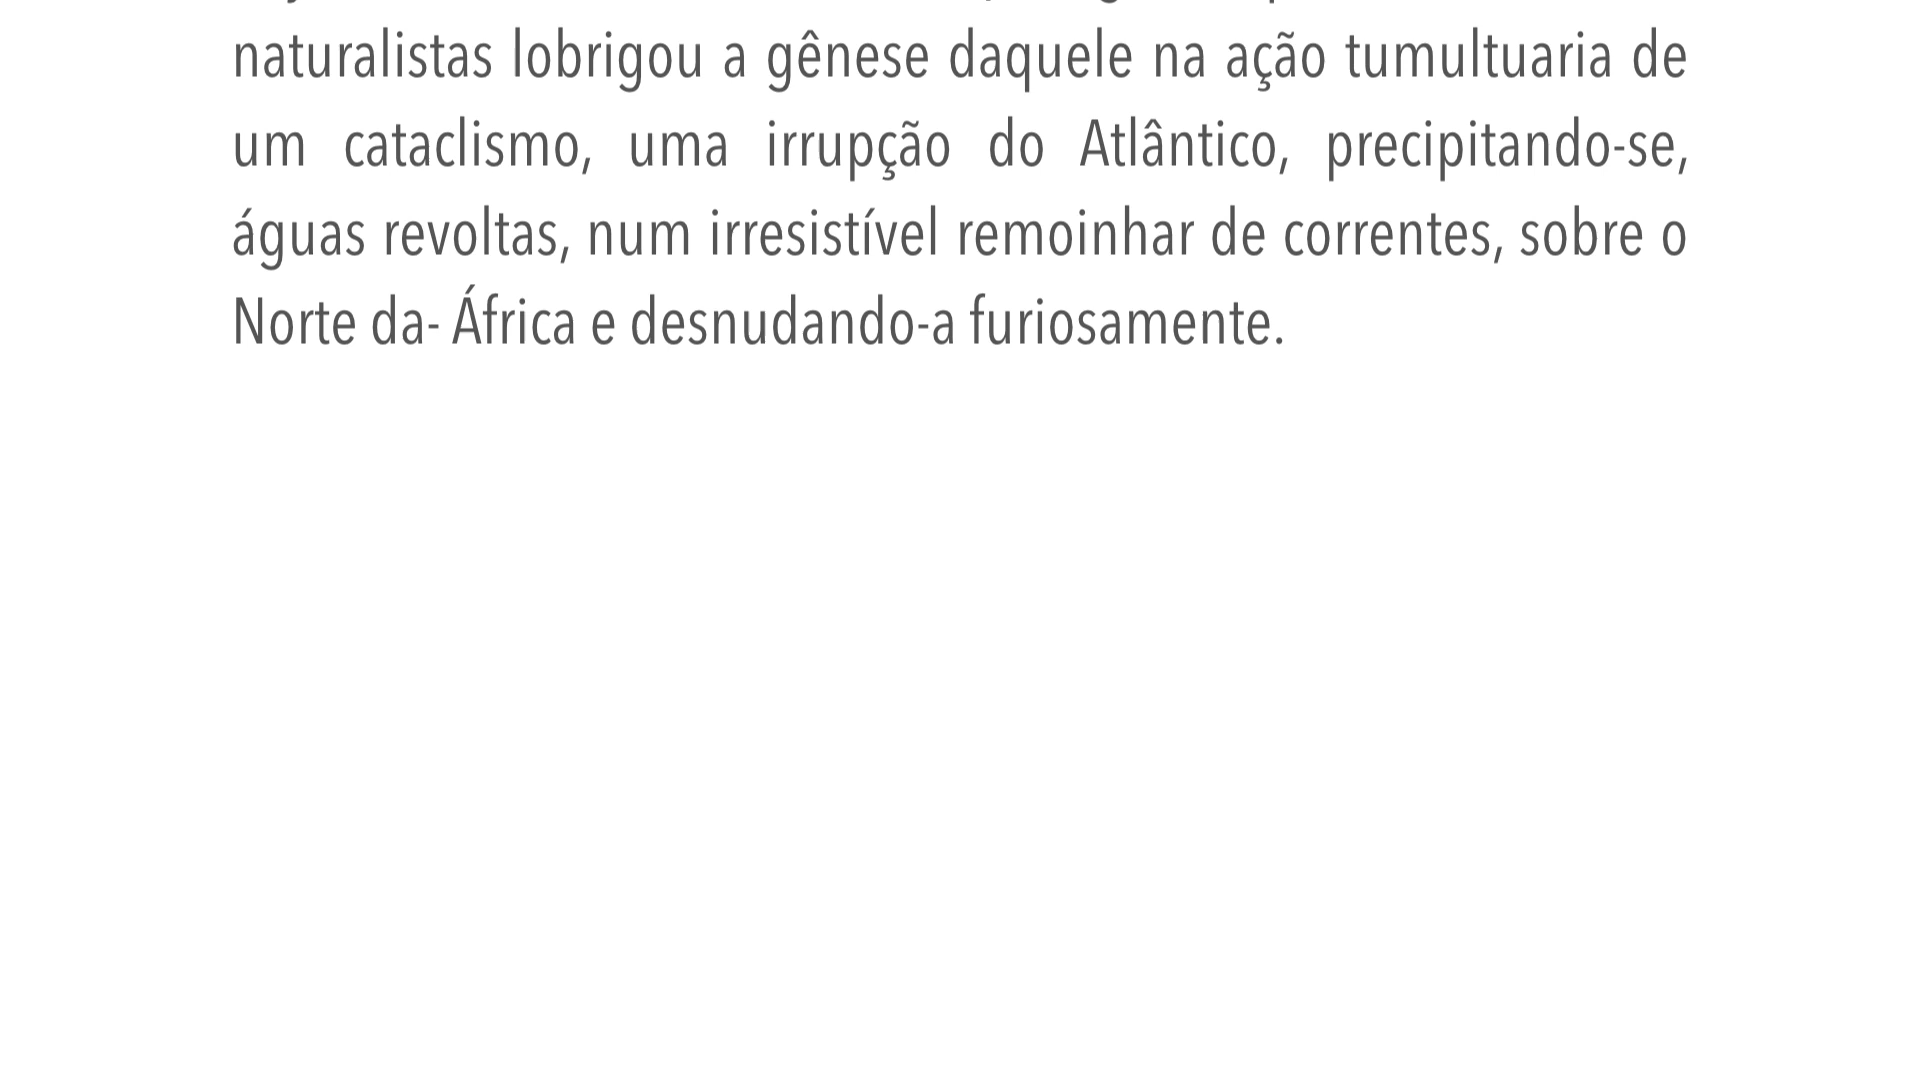 naturalistas lobrigou a gênese daquele na ação tumultuaria de
um cataclismo, uma irrupção do Atlântico, precipitando-se,
águas revoltas, num irresistível remoinhar de correntes, sobre o
Norte da- África e desnudando-a furiosamente.